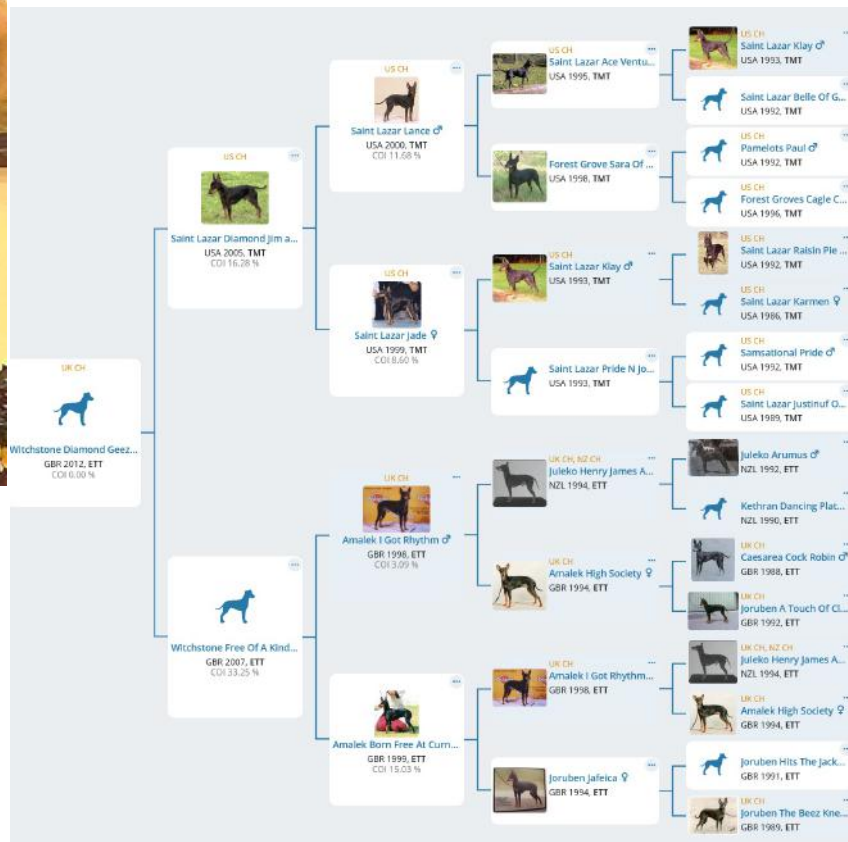 UK CH
Witchstone Diamond Geez...
GBR 2012, ETT
COI 0.00 %
US CH
Saint Lazar Diamond Jim a...
USA 2005, TMT
COI 16.28 %
Witchstone Free Of A Kind...
GBR 2007, ETT
COI 33.25 %
US CH
Saint Lazar Lance ♂
USA 2000, TMT
COI 11.68 %
US CH
Saint Lazar Jade ♀
USA 1999, TMT
COI 8.60 %
UK CH
Amalek I Got Rhythm ♂
GBR 1998, ETT
COI 3.09 %
Amalek Born Free At Curn...
GBR 1999, ETT
COI 15.03 %
US CH
Saint Lazar Ace Ventu...
USA 1995, TMT
Forest Grove Sara Of ...
USA 1998, TMT
US CH
Saint Lazar Klay ♂
USA 1993, TMT
Saint Lazar Pride N Jo...
USA 1993, TMT
UK CH, NZ CH
Juleko Henry James A...
NZL 1994, ETT
UK CH
Amalek High Society ♀
GBR 1994, ETT
UK CH
Amalek I Got Rhythm...
GBR 1998, ETT
Joruben Jafeica ♀
GBR 1994, ETT
US CH
Saint Lazar Klay ♂
USA 1993, TMT
Saint Lazar Belle Of G...
USA 1992, TMT
US CH
Pamelots Paul ♂
USA 1992, TMT
US CH
Forest Groves Cagle C...
USA 1996, TMT
US CH
Saint Lazar Raisin Pie ...
USA 1992, TMT
US CH
Saint Lazar Karmen ♀
USA 1986, TMT
US CH
Samsational Pride ♂
USA 1992, TMT
US CH
Saint Lazar Justinuf O...
USA 1989, TMT
Juleko Arumus ♂
NZL 1992, ETT
Kethran Dancing Plat...
NZL 1990, ETT
UK CH
Caesarea Cock Robin ♂
GBR 1988, ETT
UK CH
Joruben A Touch Of Cl...
GBR 1992, ETT
UK CH, NZ CH
Juleko Henry James A...
NZL 1994, ETT
UK CH
Amalek High Society ♀
GBR 1994, ETT
Joruben Hits The Jack...
GBR 1991, ETT
UK CH
Joruben The Beez Kne...
GBR 1989, ETT